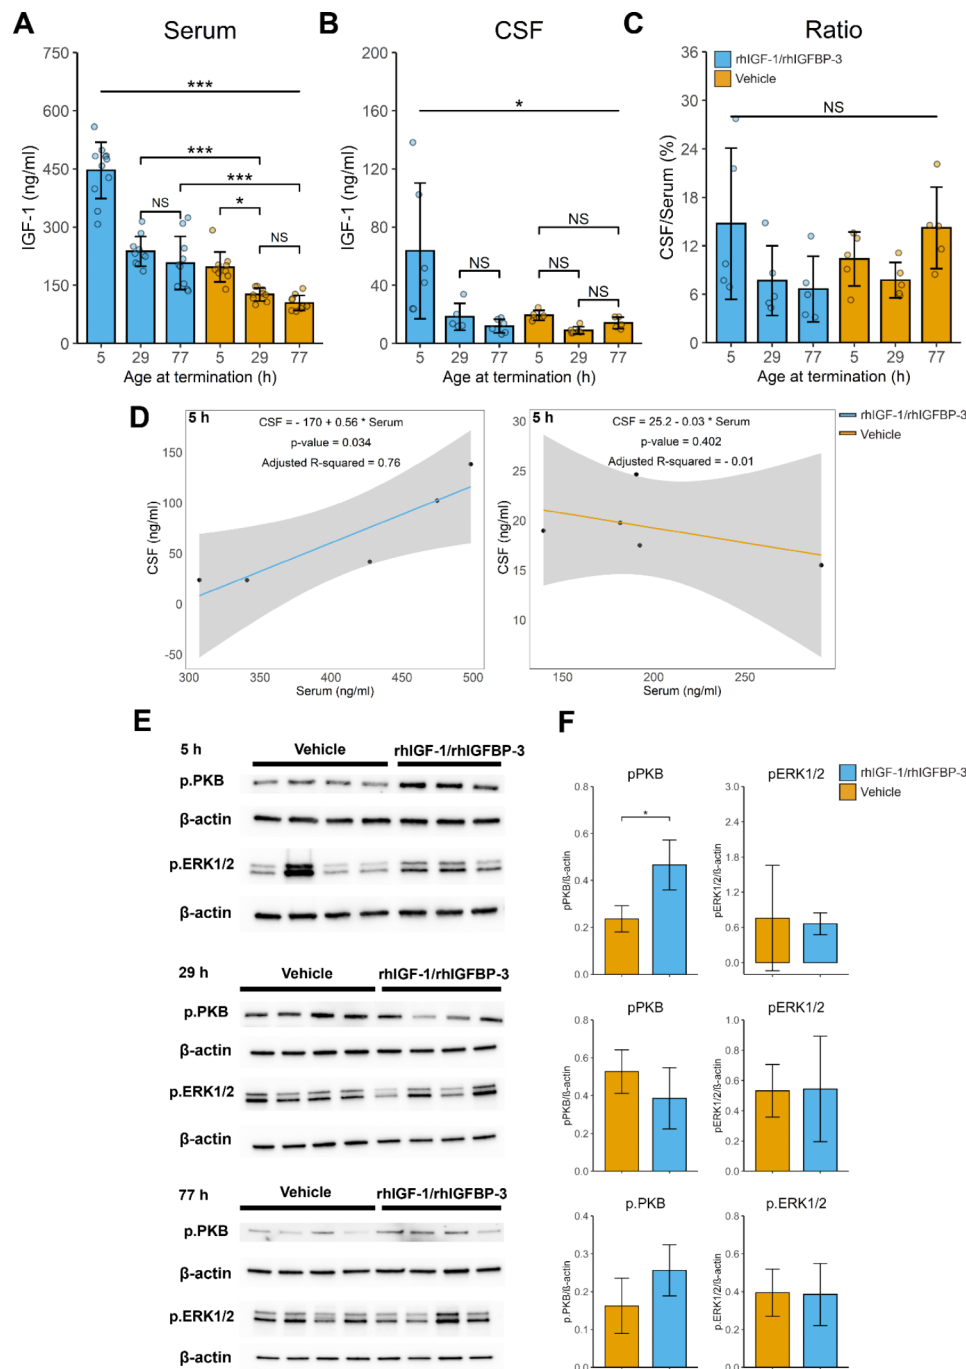 A Serum
B CSF
C Ratio
rhIGF-1/rhIGFBP-3
Vehicle
IGF-1 (ng/ml)
750
600
450
300
150
0
***
***
***
NS
*
NS
5 29 77 5 29 77
Age at termination (h)
IGF-1 (ng/ml)
200
160
120
80
40
0
*
NS
NS
NS
NS
5 29 77 5 29 77
Age at termination (h)
CSF/Serum (%)
36
30
24
18
12
6
0
NS
5 29 77 5 29 77
Age at termination (h)
D
5 h
CSF = - 170 + 0.56 * Serum
p-value = 0.034
Adjusted R-squared = 0.76
CSF (ng/ml)
150
100
50
0
-50
300 350 400 450 500
Serum (ng/ml)
5 h
CSF = 25.2 - 0.03 * Serum
p-value = 0.402
Adjusted R-squared = - 0.01
CSF (ng/ml)
30
25
20
15
10
150 200 250
Serum (ng/ml)
rhIGF-1/rhIGFBP-3
Vehicle
E
5 h Vehicle rhIGF-1/rhIGFBP-3
p.PKB
β-actin
p.ERK1/2
β-actin
29 h Vehicle rhIGF-1/rhIGFBP-3
p.PKB
β-actin
p.ERK1/2
β-actin
77 h Vehicle rhIGF-1/rhIGFBP-3
p.PKB
β-actin
p.ERK1/2
β-actin
F
rhIGF-1/rhIGFBP-3
Vehicle
pPKB
pPKB/ß-actin
0.8
0.6
0.4
0.2
0.0
*
pERK1/2
pERK1/2/ß-actin
3.0
2.4
1.8
1.2
0.6
0.0
pPKB
pPKB/ß-actin
0.8
0.6
0.4
0.2
0.0
pERK1/2
pERK1/2/ß-actin
1.0
0.8
0.6
0.4
0.2
0.0
p.PKB
p.PKB/ß-actin
0.4
0.3
0.2
0.1
0.0
p.ERK1/2
p.ERK1/2/ß-actin
0.8
0.6
0.4
0.2
0.0